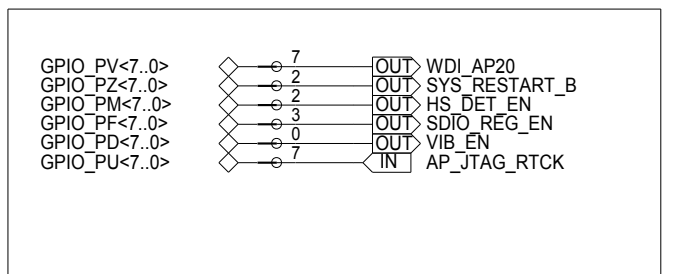 GPIO_PV<7..0> 7 OUT WDI_AP20
GPIO_PZ<7..0> 2 OUT SYS_RESTART_B
GPIO_PM<7..0> 2 OUT HS_DET_EN
GPIO_PF<7..0> 3 OUT SDIO_REG_EN
GPIO_PD<7..0> 0 OUT VIB_EN
GPIO_PU<7..0> 7 IN AP_JTAG_RTCK